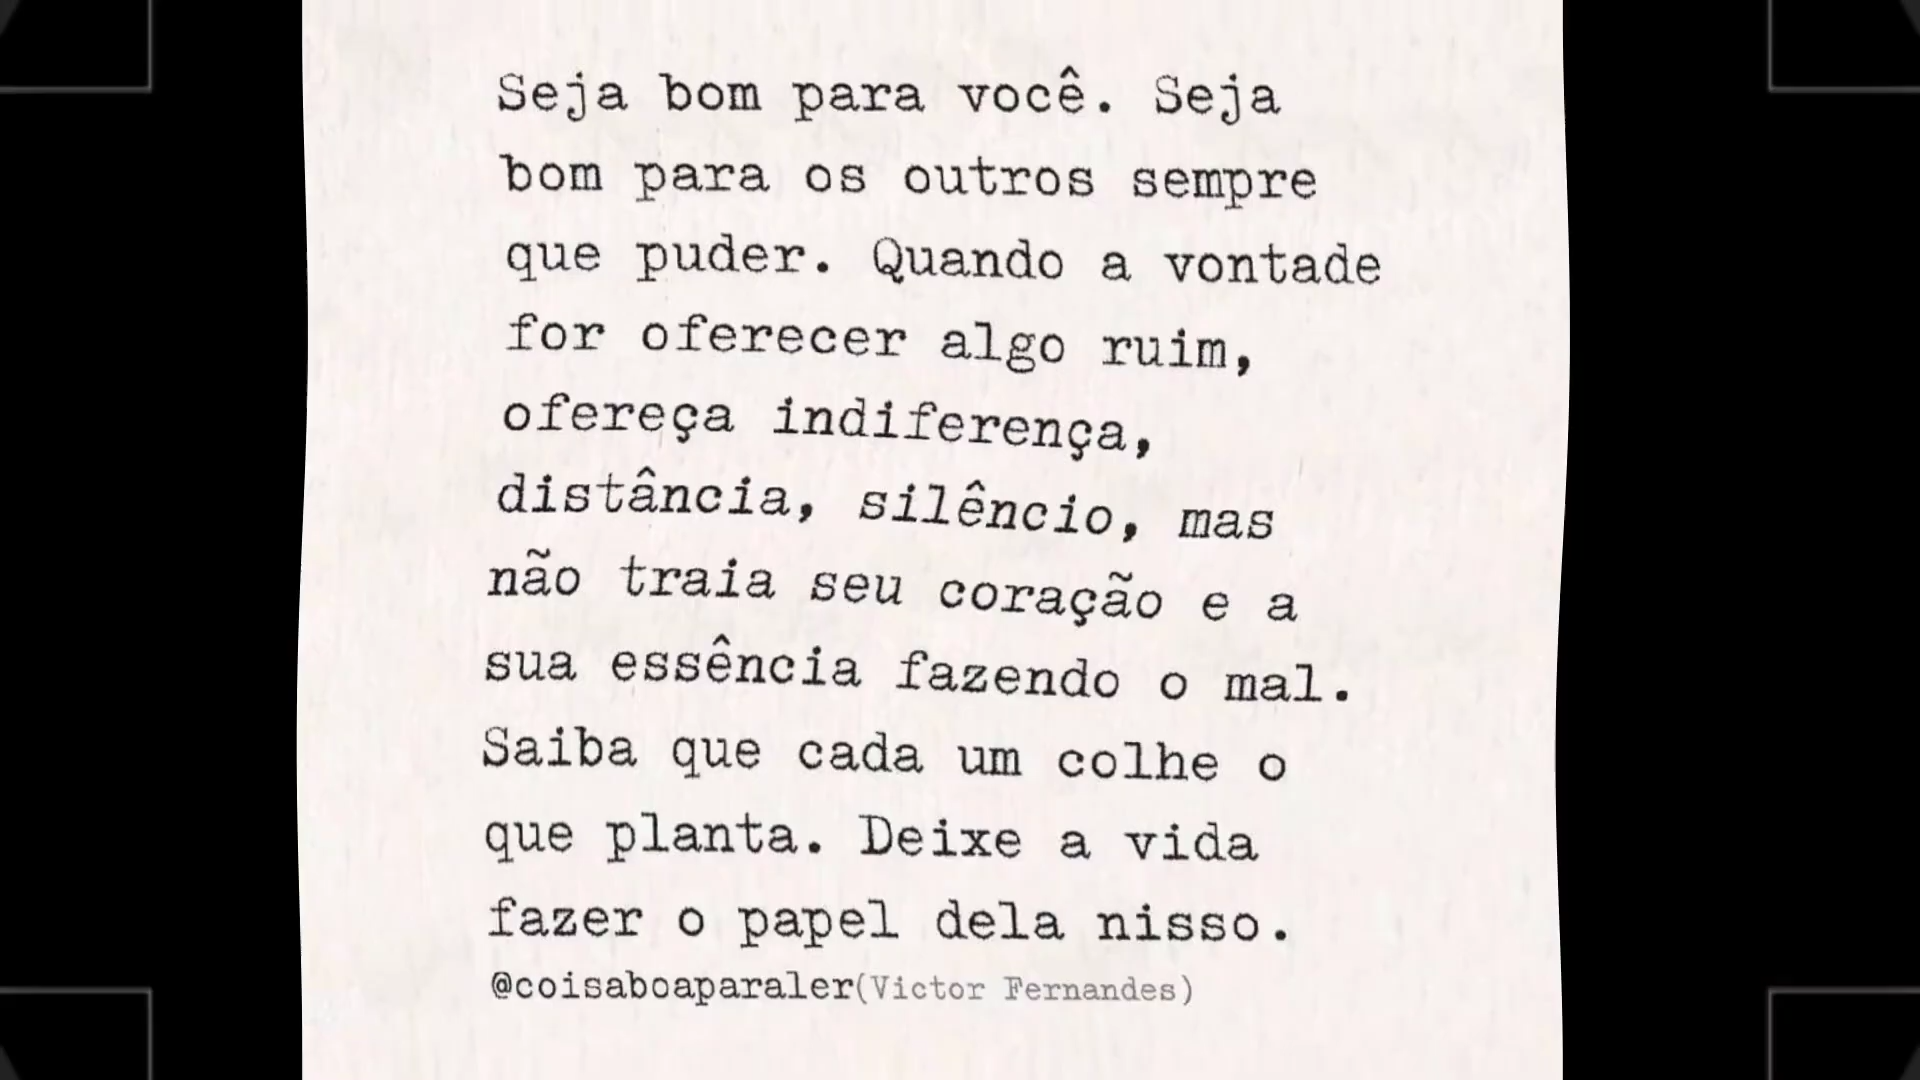 Seja bom para você. Seja
bom para os outros sempre
que puder. Quando a vontade
for oferecer algo ruim,
ofereça indiferença,
distância, silêncio, mas
não traia seu coração e a
sua essência fazendo o mal.
Saiba que cada um colhe o
que planta. Deixe a vida
fazer o papel dela nisso.
@coisaboaparaler(Victor Fernandes)